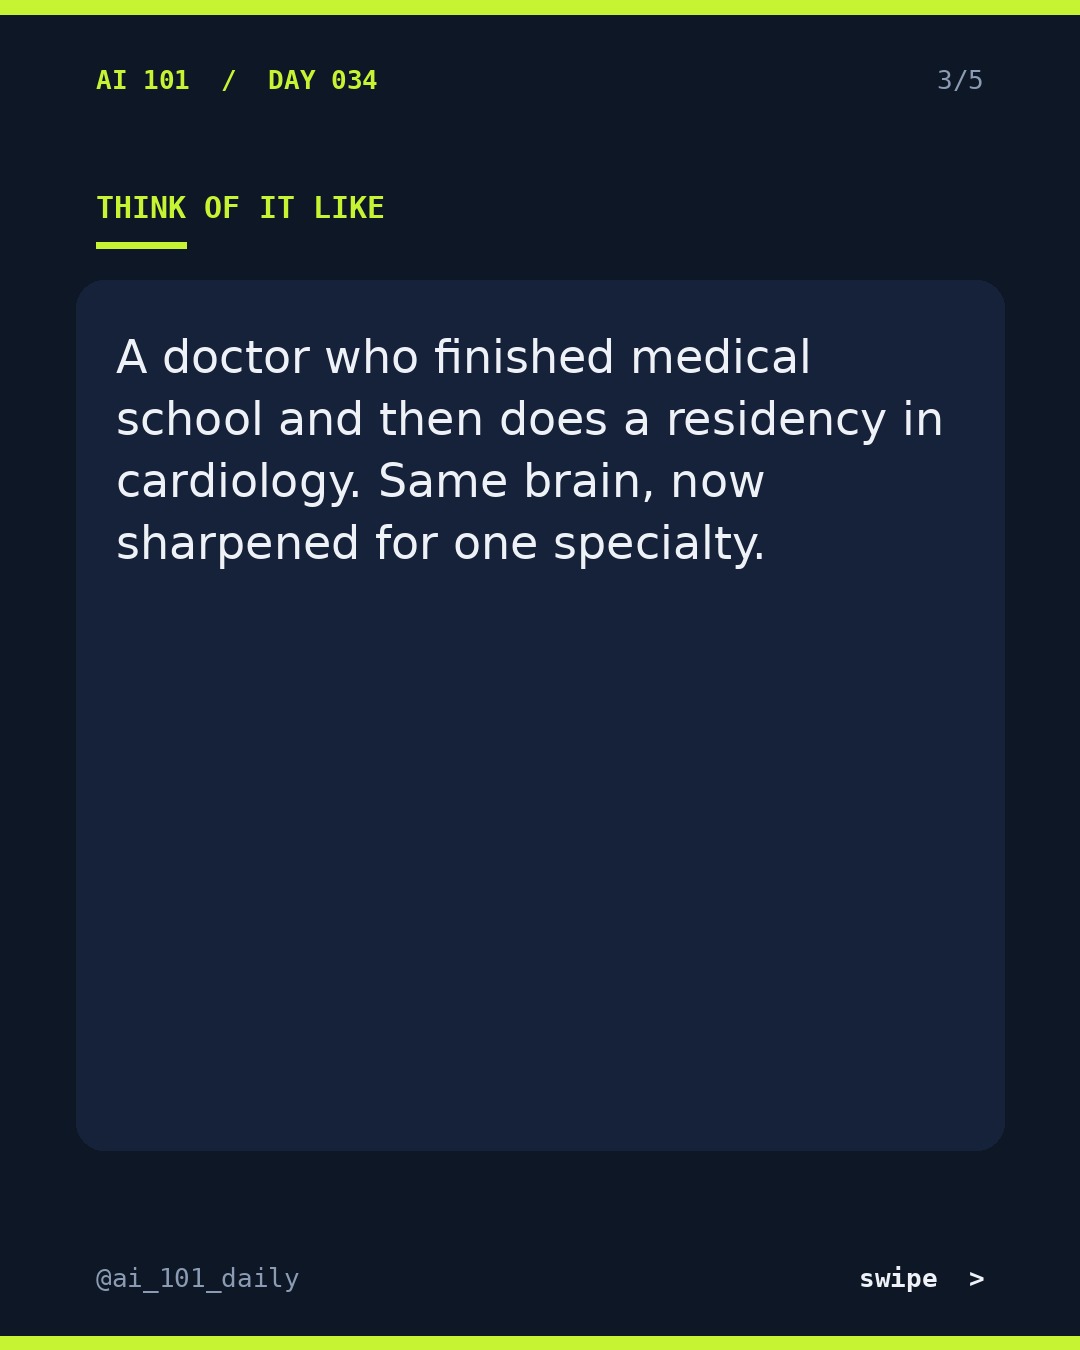 AI 101 / DAY 034
3/5
THINK OF IT LIKE
A doctor who finished medical
school and then does a residency in
cardiology. Same brain, now
sharpened for one specialty.
@ai_101_daily
swipe >